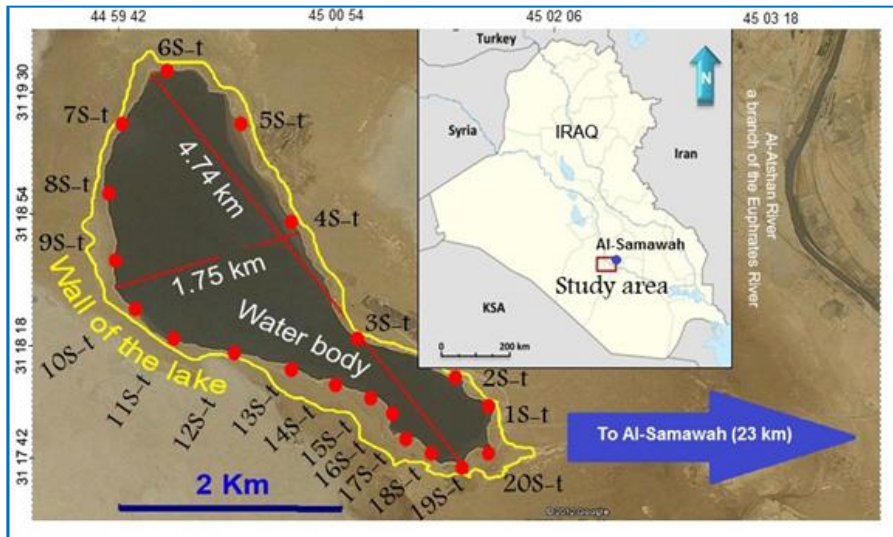 44 59 42
45 00 54
45 02 06
45 03 18
31 19 30
31 18 54
31 18 18
31 17 42
6S-t
7S-t
5S-t
8S-t
4S-t
9S-t
3S-t
10S-t
2S-t
11S-t
1S-t
12S-t
13S-t
14S-t
15S-t
16S-t
17S-t
18S-t
19S-t
20S-t
4.74 km
1.75 km
Water body
Wall of the lake
2 Km
Turkey
Syria
IRAQ
Iran
Al-Samawah
Study area
KSA
200 km
0
N
Al-Atshan River
a branch of the Euphrates River
To Al-Samawah (23 km)
© 2012 Google